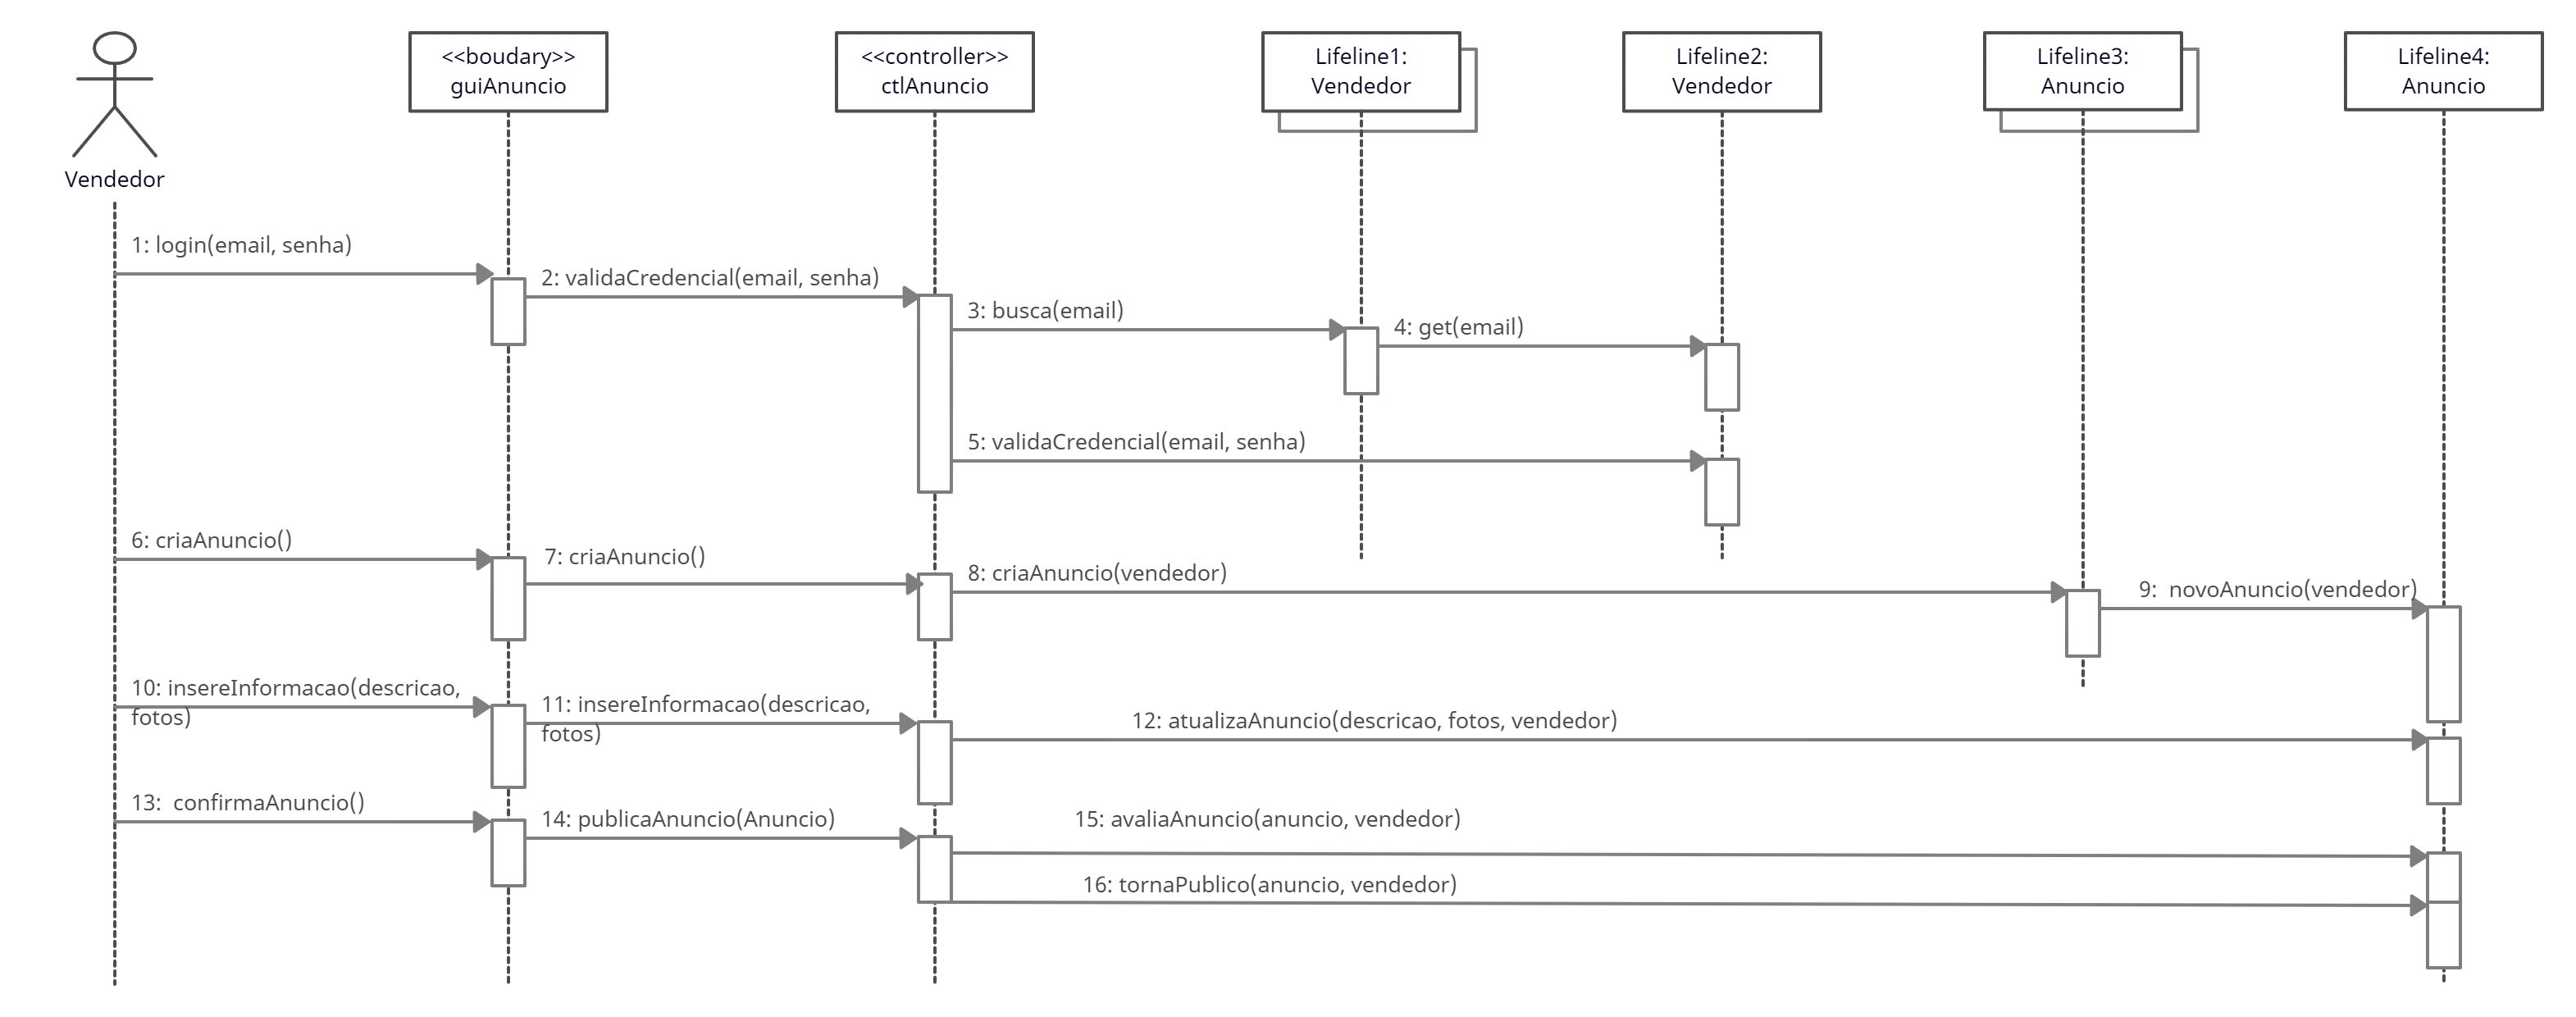 <<boudary>>
guiAnuncio
<<controller>>
ctlAnuncio
Lifeline1:
Vendedor
Lifeline2:
Vendedor
Lifeline3:
Anuncio
Lifeline4:
Anuncio
Vendedor
1: login(email, senha)
2: validaCredencial(email, senha)
3: busca(email)
4: get(email)
5: validaCredencial(email, senha)
6: criaAnuncio()
7: criaAnuncio()
8: criaAnuncio(vendedor)
9:  novoAnuncio(vendedor)
10: insereInformacao(descricao,
fotos)
11: insereInformacao(descricao,
fotos)
12: atualizaAnuncio(descricao, fotos, vendedor)
13:  confirmaAnuncio()
14: publicaAnuncio(Anuncio)
15: avaliaAnuncio(anuncio, vendedor)
16: tornaPublico(anuncio, vendedor)